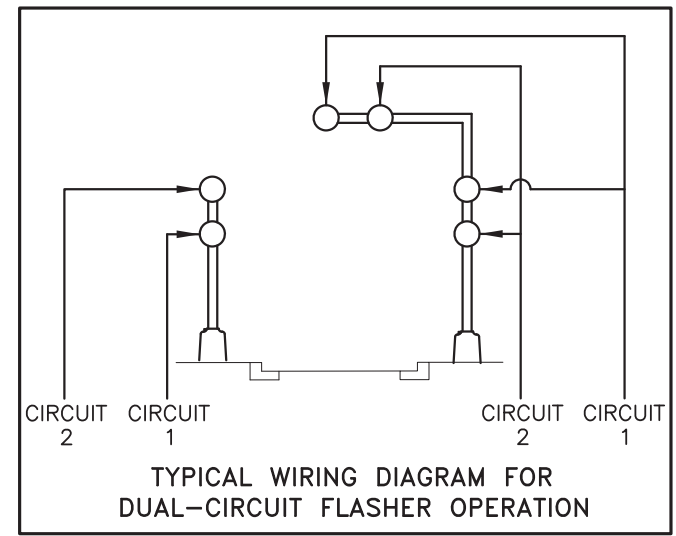 CIRCUIT CIRCUIT CIRCUIT CIRCUIT
2 1 2 1
TYPICAL WIRING DIAGRAM FOR
DUAL-CIRCUIT FLASHER OPERATION